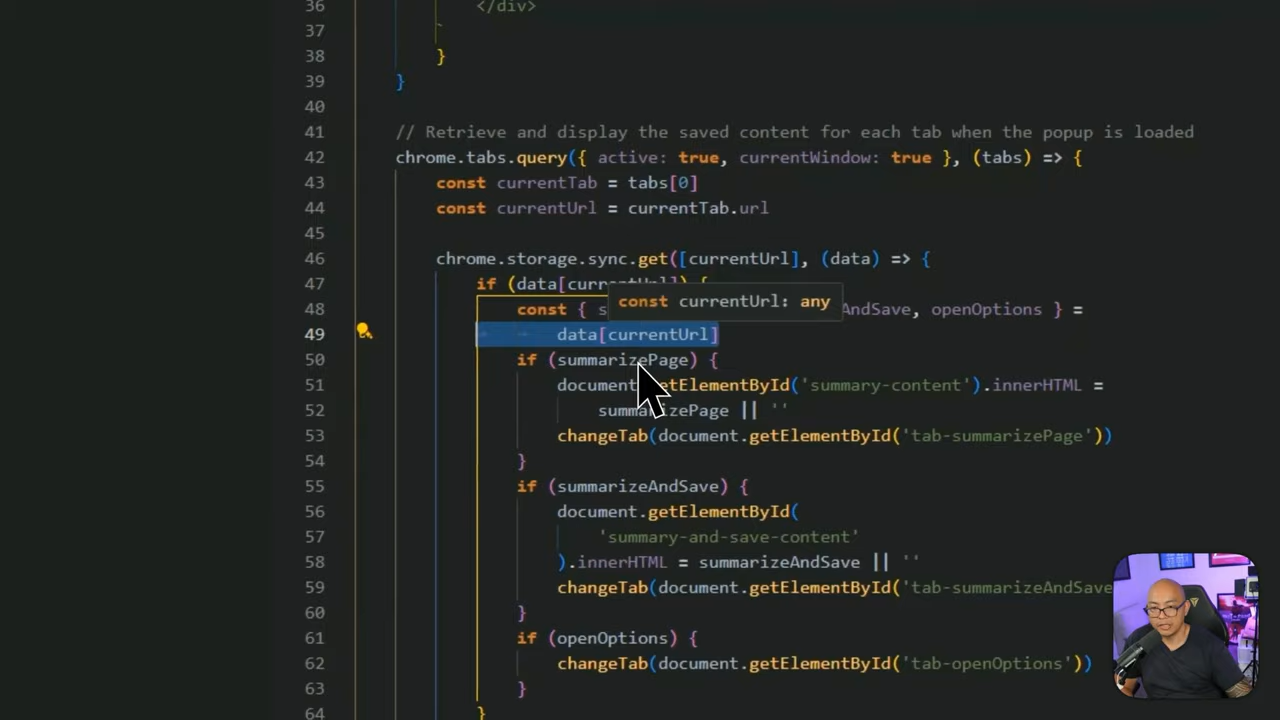 36 </div>
37 `
38 }
39 }
40
41 // Retrieve and display the saved content for each tab when the popup is loaded
42 chrome.tabs.query({ active: true, currentWindow: true }, (tabs) => {
43 const currentTab = tabs[0]
44 const currentUrl = currentTab.url
45
46 chrome.storage.sync.get([currentUrl], (data) => {
47 if (data[currentUrl]) {
const currentUrl: any
48 const { s AndSave, openOptions } =
49 data[currentUrl]
50 if (summarizePage) {
51 document.getElementById('summary-content').innerHTML =
52 summarizePage || ''
53 changeTab(document.getElementById('tab-summarizePage'))
54 }
55 if (summarizeAndSave) {
56 document.getElementById(
57 'summary-and-save-content'
58 ).innerHTML = summarizeAndSave || ''
59 changeTab(document.getElementById('tab-summarizeAndSave
60 }
61 if (openOptions) {
62 changeTab(document.getElementById('tab-openOptions'))
63 }
64 }